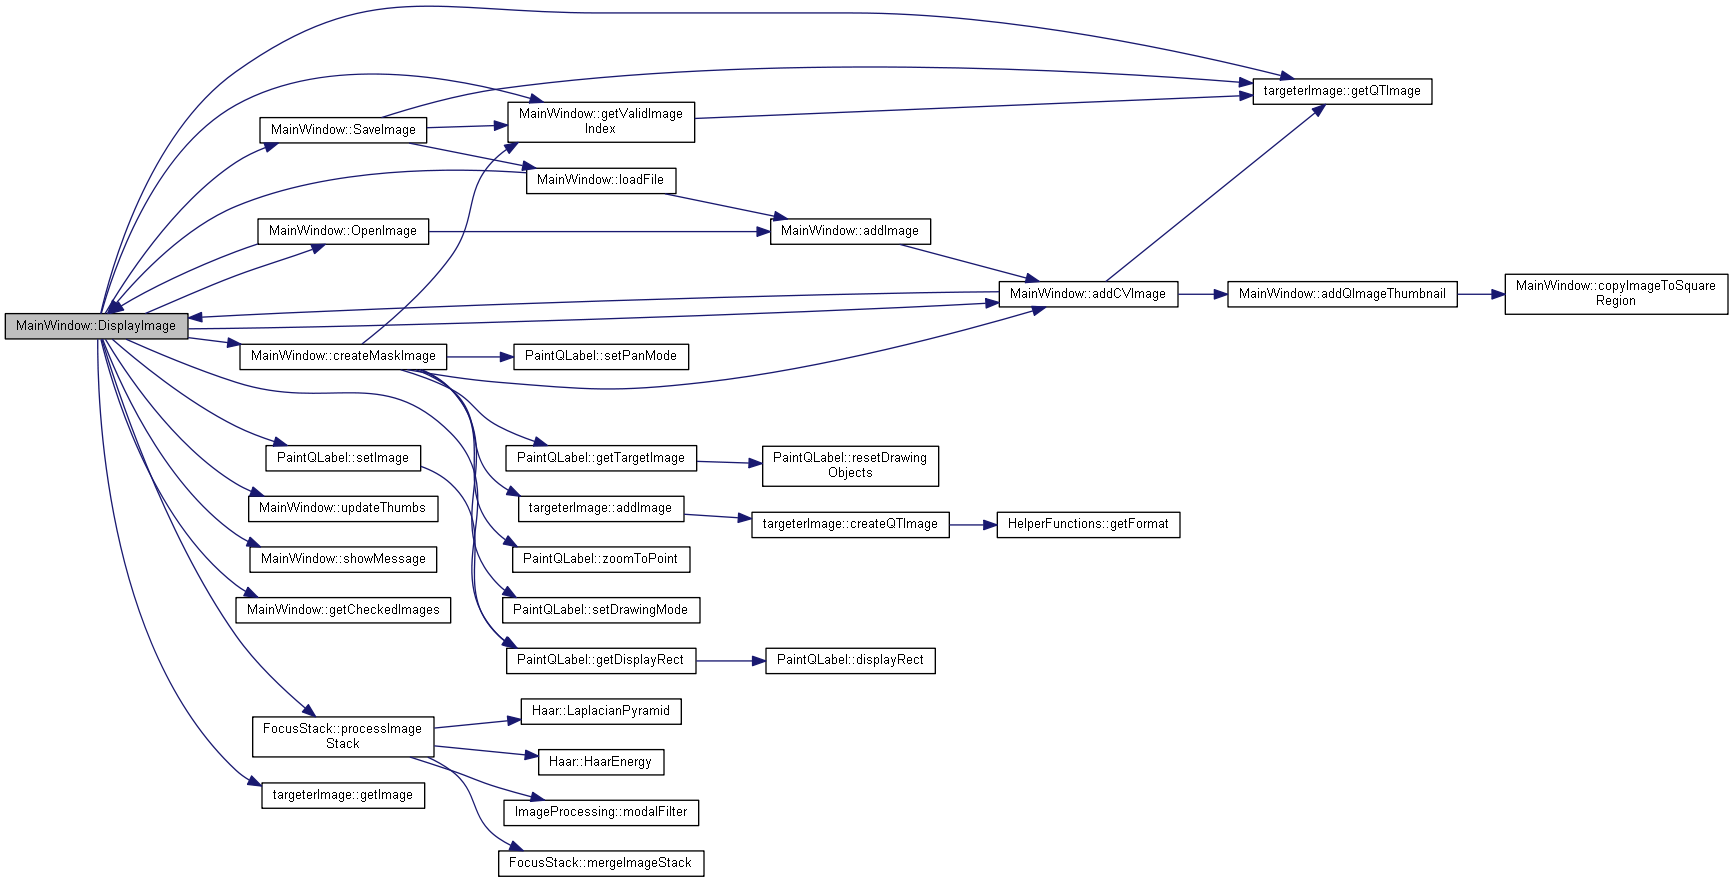 MainWindow::DisplayImage
MainWindow::SaveImage
MainWindow::OpenImage
MainWindow::createMaskImage
PaintQLabel::setImage
MainWindow::updateThumbs
MainWindow::showMessage
MainWindow::getCheckedImages
FocusStack::processImage
Stack
targeterImage::getImage
MainWindow::getValidImage
Index
MainWindow::loadFile
PaintQLabel::setPanMode
PaintQLabel::getTargetImage
targeterImage::addImage
PaintQLabel::zoomToPoint
PaintQLabel::setDrawingMode
PaintQLabel::getDisplayRect
Haar::LaplacianPyramid
Haar::HaarEnergy
ImageProcessing::modalFilter
FocusStack::mergeImageStack
MainWindow::addImage
PaintQLabel::resetDrawing
Objects
targeterImage::createQTImage
PaintQLabel::displayRect
MainWindow::addCVImage
HelperFunctions::getFormat
targeterImage::getQTImage
MainWindow::addQImageThumbnail
MainWindow::copyImageToSquare
Region